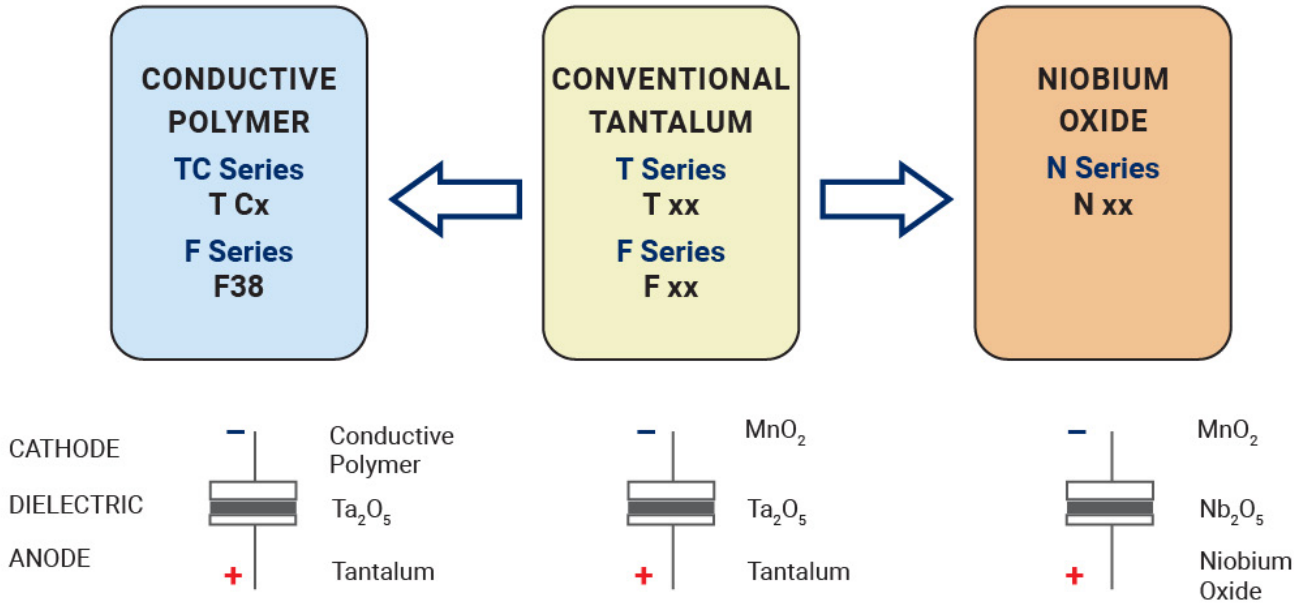 CONDUCTIVE
POLYMER
TC Series
T Cx
F Series
F38
CONVENTIONAL
TANTALUM
T Series
T xx
F Series
F xx
NIOBIUM
OXIDE
N Series
N xx
CATHODE
DIELECTRIC
ANODE
−
Conductive
Polymer
Ta₂O₅
+
Tantalum
−
MnO₂
Ta₂O₅
+
Tantalum
−
MnO₂
Nb₂O₅
+
Niobium
Oxide